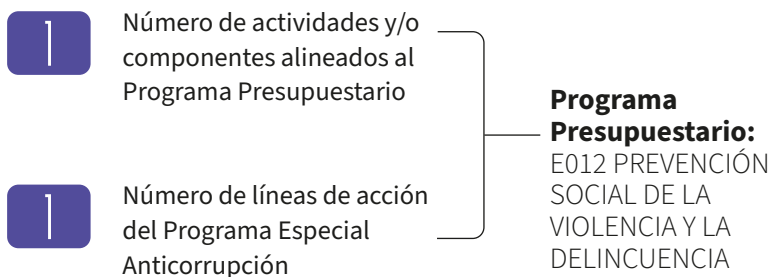 1
Número de actividades y/o
componentes alineados al
Programa Presupuestario
1
Número de líneas de acción
del Programa Especial
Anticorrupción
Programa
Presupuestario:
E012 PREVENCIÓN
SOCIAL DE LA
VIOLENCIA Y LA
DELINCUENCIA